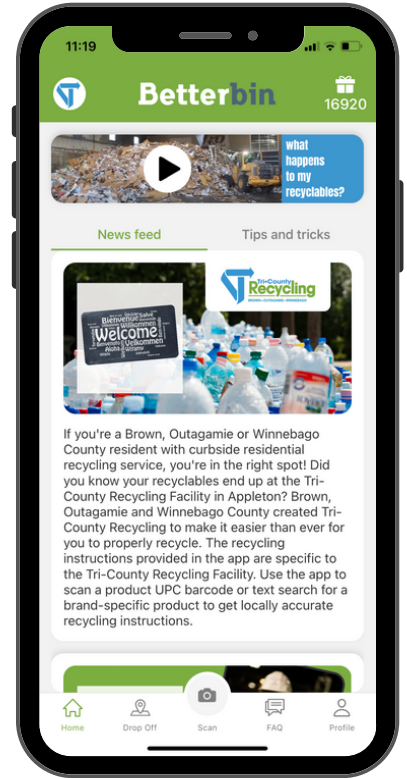 11:19
Betterbin
16920
what
happens
to my
recyclables?
News feed
Tips and tricks
Tri-County
Recycling
BROWN • OUTAGAMIE • WINNEBAGO
Bienvenue
Willkommen
Welcome
Aloha
If you're a Brown, Outagamie or Winnebago
County resident with curbside residential
recycling service, you're in the right spot! Did
you know your recyclables end up at the Tri-
County Recycling Facility in Appleton? Brown,
Outagamie and Winnebago County created Tri-
County Recycling to make it easier than ever for
you to properly recycle. The recycling
instructions provided in the app are specific to
the Tri-County Recycling Facility. Use the app to
scan a product UPC barcode or text search for a
brand-specific product to get locally accurate
recycling instructions.
Home
Drop Off
Scan
FAQ
Profile